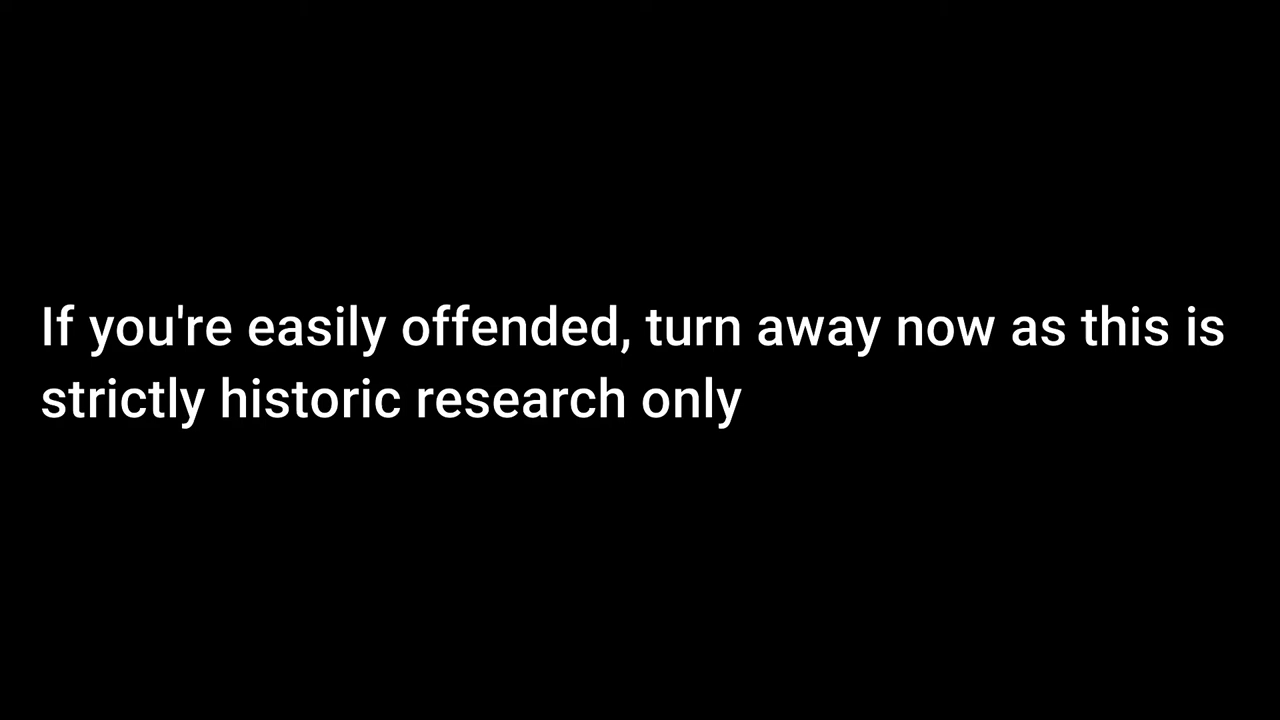 If you're easily offended, turn away now as this is
strictly historic research only